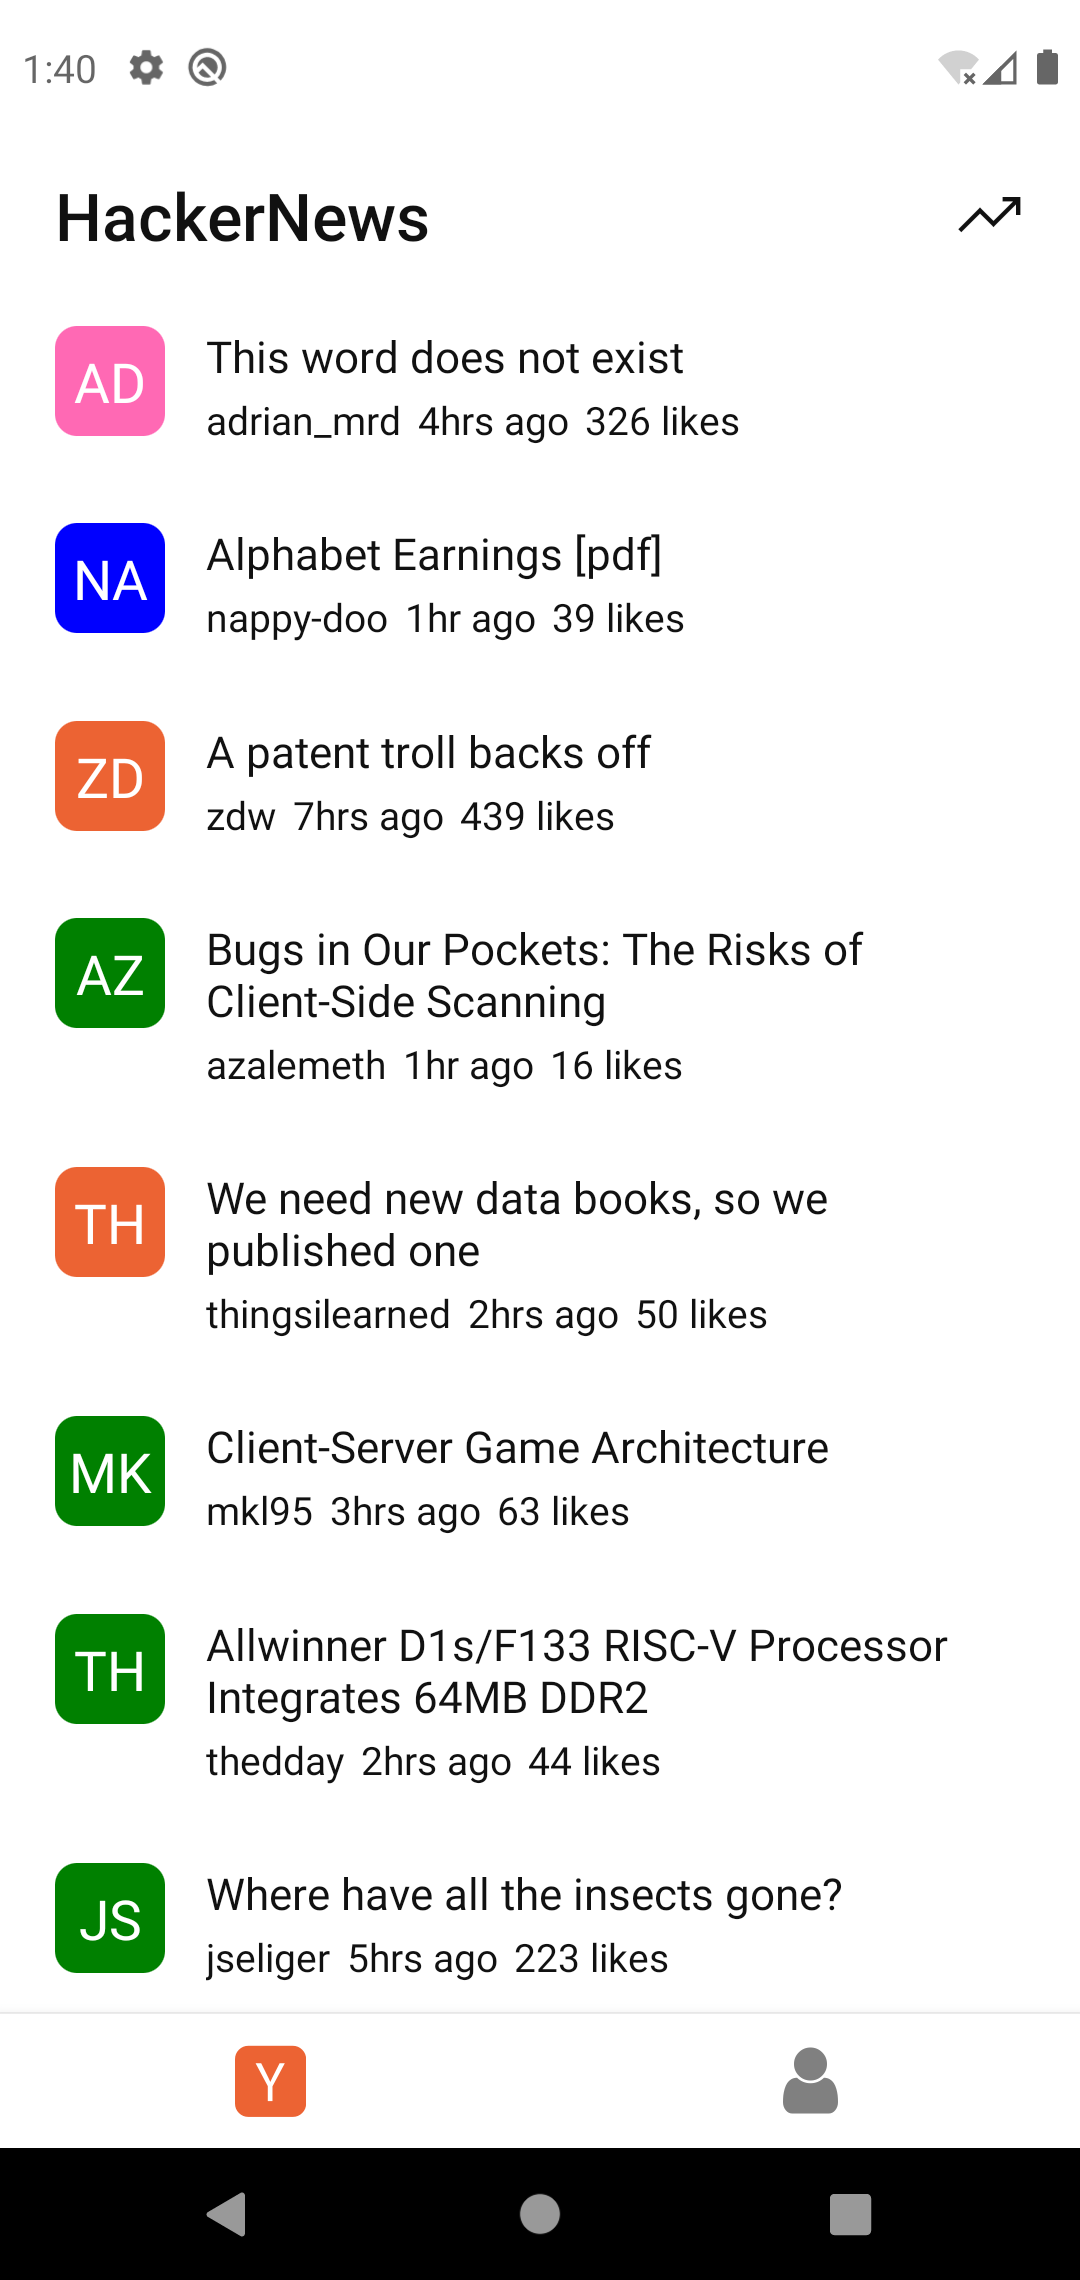 1:40
HackerNews
AD
This word does not exist
adrian_mrd 4hrs ago 326 likes
NA
Alphabet Earnings [pdf]
nappy-doo 1hr ago 39 likes
ZD
A patent troll backs off
zdw 7hrs ago 439 likes
AZ
Bugs in Our Pockets: The Risks of
Client-Side Scanning
azalemeth 1hr ago 16 likes
TH
We need new data books, so we
published one
thingsilearned 2hrs ago 50 likes
MK
Client-Server Game Architecture
mkl95 3hrs ago 63 likes
TH
Allwinner D1s/F133 RISC-V Processor
Integrates 64MB DDR2
thedday 2hrs ago 44 likes
JS
Where have all the insects gone?
jseliger 5hrs ago 223 likes
Y